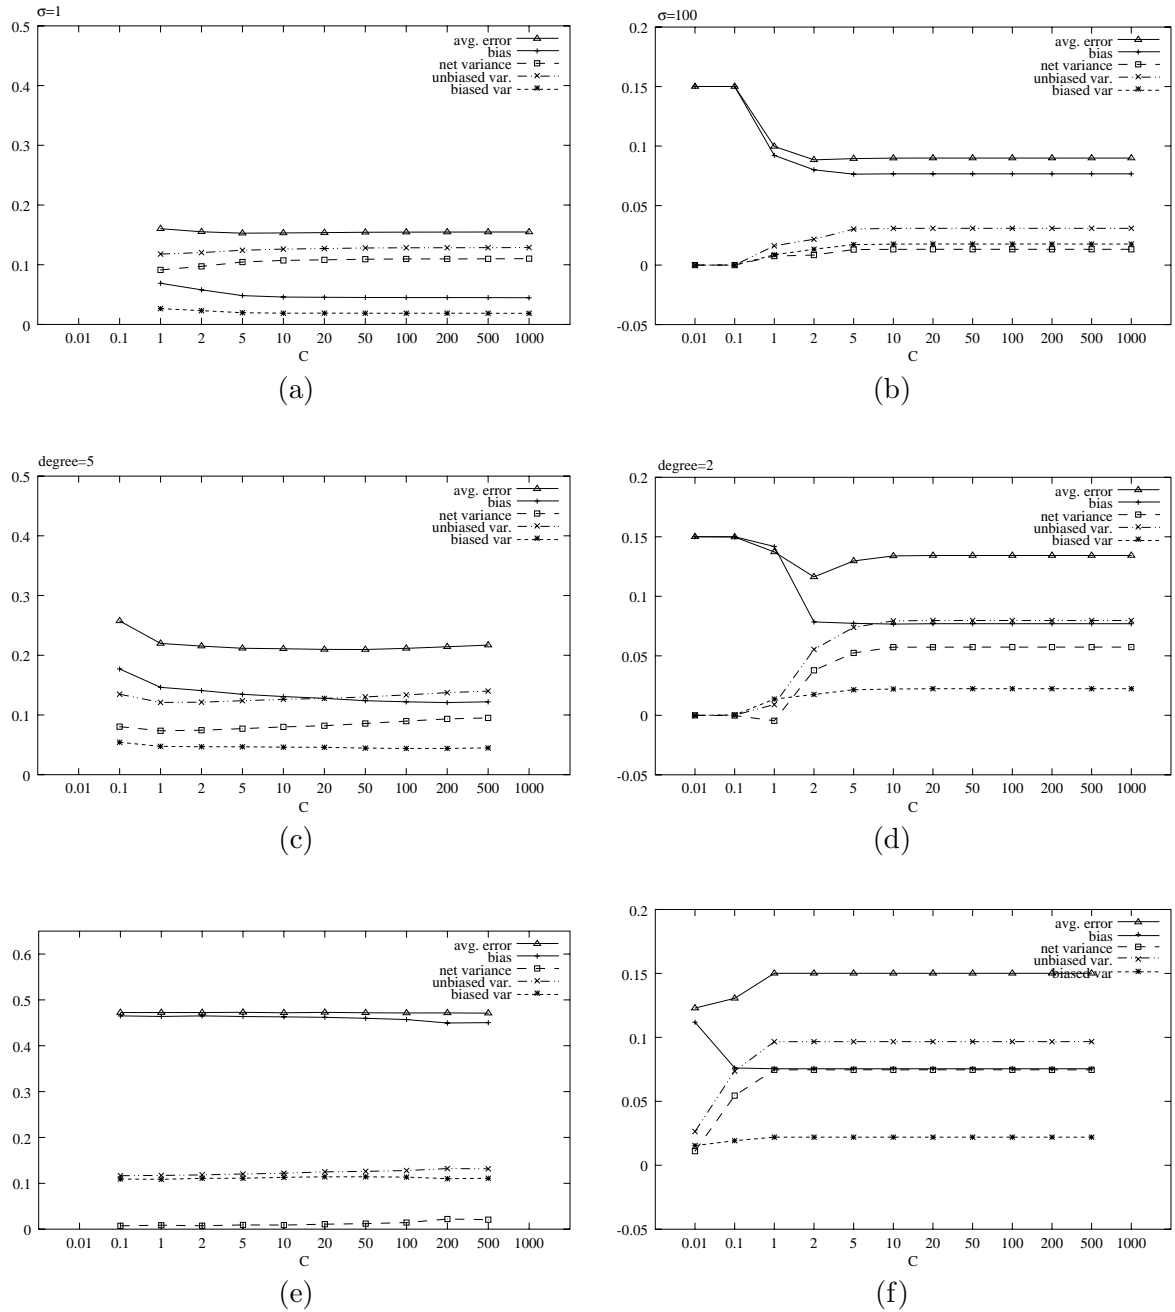 σ=1
0.5
0.4
0.3
0.2
0.1
0
avg. error
bias
net variance
unbiased var.
biased var
0.01 0.1 1 2 5 10 20 50 100 200 500 1000
C
(a)
σ=100
0.2
0.15
0.1
0.05
0
-0.05
avg. error
bias
net variance
unbiased var.
biased var
0.01 0.1 1 2 5 10 20 50 100 200 500 1000
C
(b)
degree=5
0.5
0.4
0.3
0.2
0.1
0
avg. error
bias
net variance
unbiased var.
biased var
0.01 0.1 1 2 5 10 20 50 100 200 500 1000
C
(c)
degree=2
0.2
0.15
0.1
0.05
0
-0.05
avg. error
bias
net variance
unbiased var.
biased var
0.01 0.1 1 2 5 10 20 50 100 200 500 1000
C
(d)
0.6
0.5
0.4
0.3
0.2
0.1
0
avg. error
bias
net variance
unbiased var.
biased var
0.01 0.1 1 2 5 10 20 50 100 200 500 1000
C
(e)
0.2
0.15
0.1
0.05
0
-0.05
avg. error
bias
net variance
unbiased var.
biased var
0.01 0.1 1 2 5 10 20 50 100 200 500 1000
C
(f)